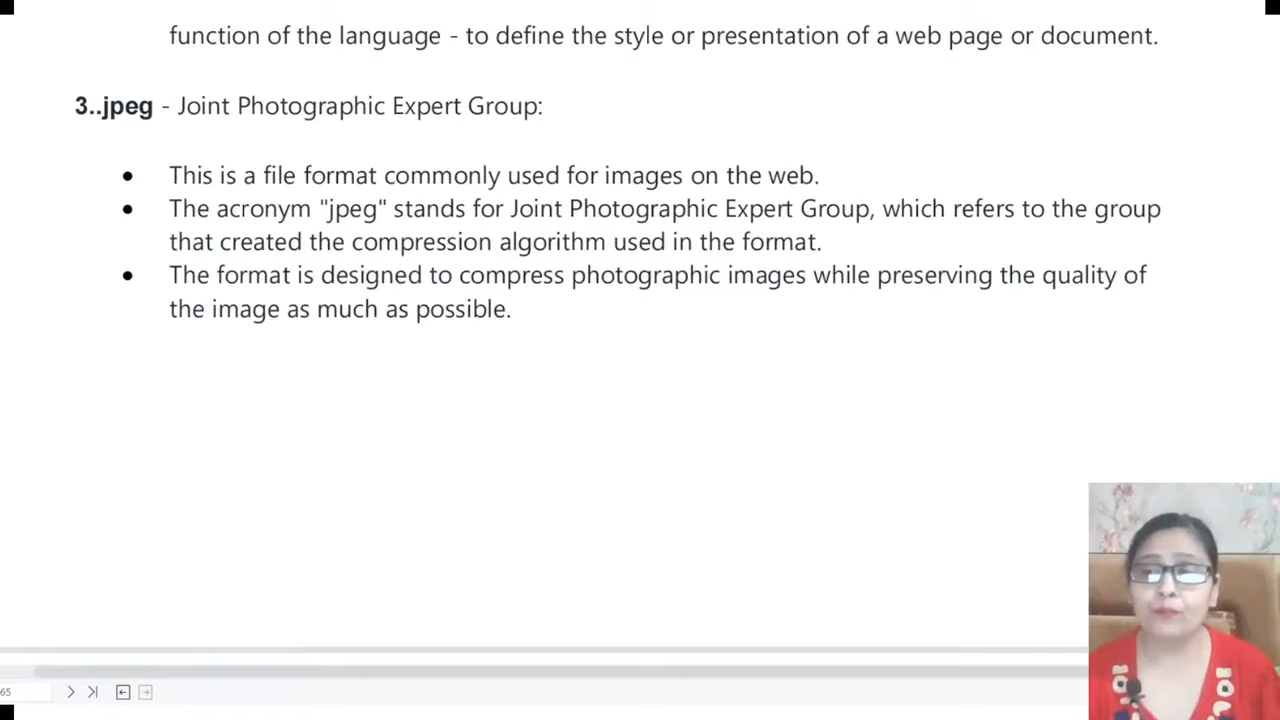 function of the language - to define the style or presentation of a web page or document.
3..jpeg - Joint Photographic Expert Group:
• This is a file format commonly used for images on the web.
• The acronym "jpeg" stands for Joint Photographic Expert Group, which refers to the group
that created the compression algorithm used in the format.
• The format is designed to compress photographic images while preserving the quality of
the image as much as possible.
65